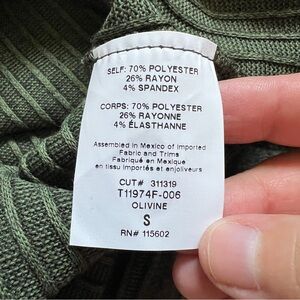 SELF: 70% POLYESTER
26% RAYON
4% SPANDEX
CORPS: 70% POLYESTER
26% RAYONNE
4% ÉLASTHANNE
Assembled in Mexico of Imported
Fabric and Trims
Fabriqué en Mexique
en tissu Importés et enjoliveurs
CUT# 311319
T11974F-006
OLIVINE
S
RN# 115602